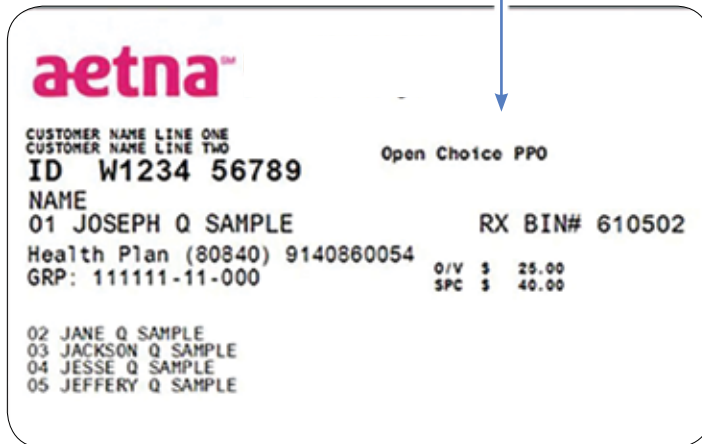 aetna℠
CUSTOMER NAME LINE ONE
CUSTOMER NAME LINE TWO
Open Choice PPO
ID W1234 56789
NAME
01 JOSEPH Q SAMPLE
RX BIN# 610502
Health Plan (80840) 9140860054
GRP: 111111-11-000
O/V $ 25.00
SPC $ 40.00
02 JANE Q SAMPLE
03 JACKSON Q SAMPLE
04 JESSE Q SAMPLE
05 JEFFERY Q SAMPLE